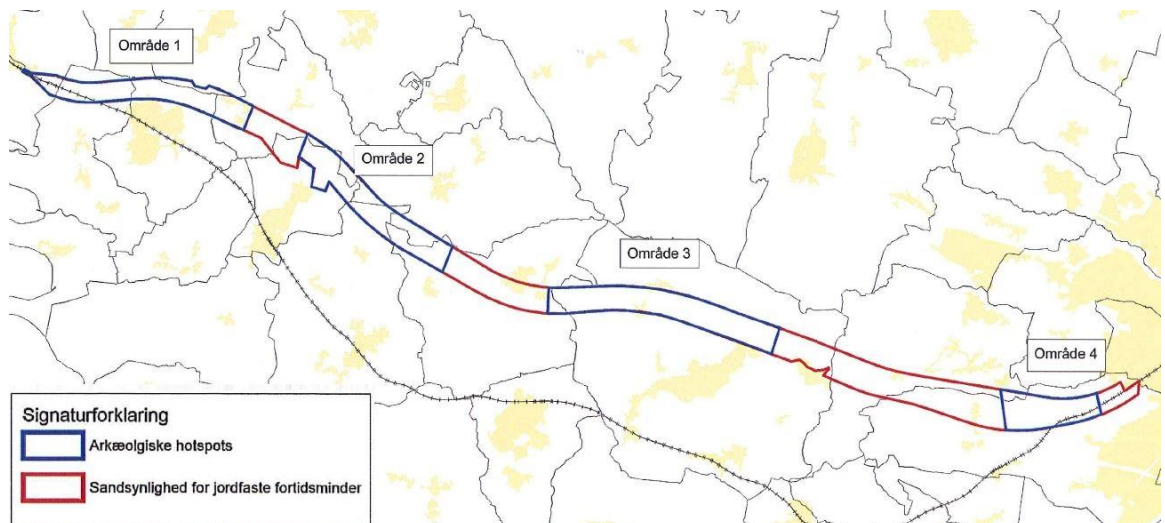 Område 1
Område 2
Område 3
Område 4
Signaturforklaring
Arkæolgiske hotspots
Sandsynlighed for jordfaste fortidsminder